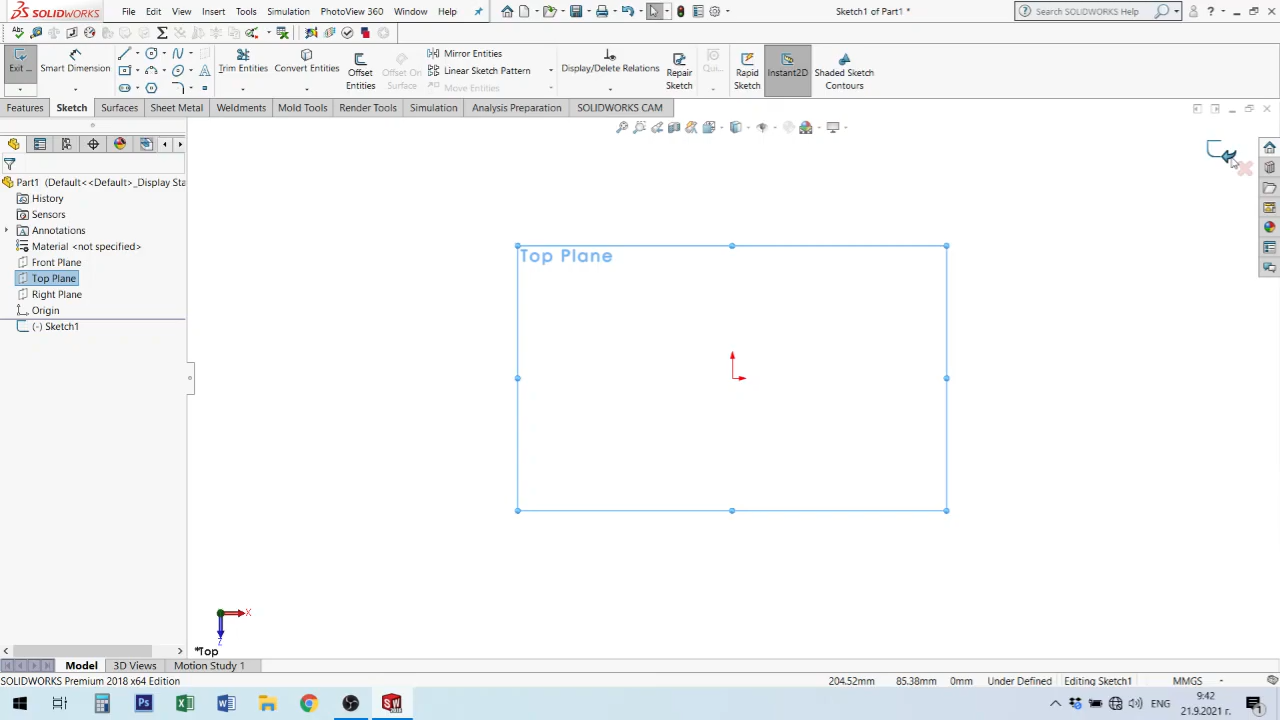 SOLIDWORKS File Edit View Insert Tools Simulation PhotoView 360 Window Help Sketch1 of Part1 * Search SOLIDWORKS Help
Exit ... Smart Dimension Trim Entities Convert Entities Offset Entities Offset On Surface Mirror Entities Linear Sketch Pattern Move Entities Display/Delete Relations Repair Sketch Qui... Rapid Sketch Instant2D Shaded Sketch Contours
Features Sketch Surfaces Sheet Metal Weldments Mold Tools Render Tools Simulation Analysis Preparation SOLIDWORKS CAM
Part1 (Default<<Default>_Display Sta
History
Sensors
Annotations
Material <not specified>
Front Plane
Top Plane
Right Plane
Origin
(-) Sketch1
Top Plane
X
Z
*Top
Model 3D Views Motion Study 1
SOLIDWORKS Premium 2018 x64 Edition 204.52mm 85.38mm 0mm Under Defined Editing Sketch1 MMGS
ENG 9:42
21.9.2021 г.